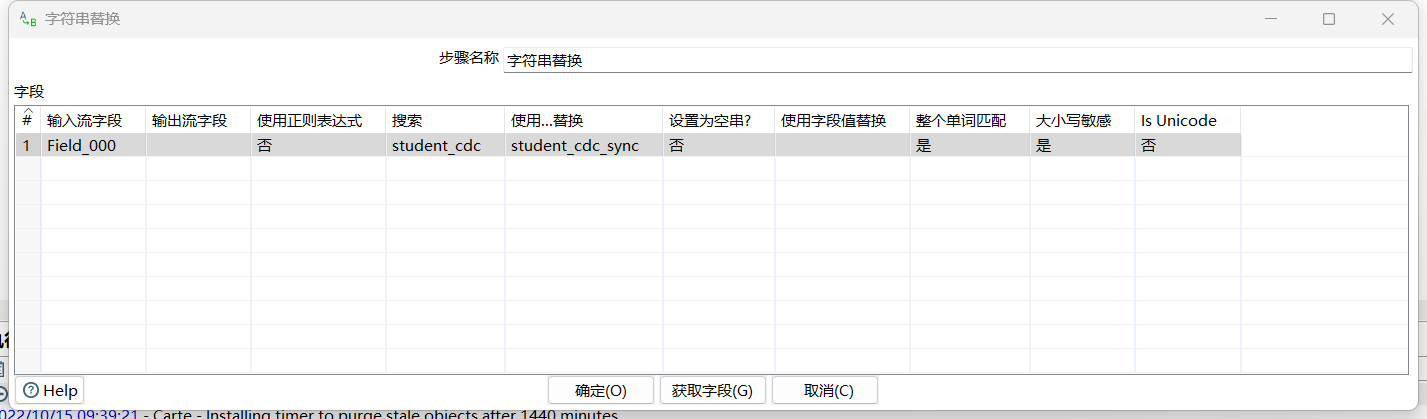 字符串替换
步骤名称 字符串替换
字段
# 输入流字段 输出流字段 使用正则表达式 搜索 使用...替换 设置为空串? 使用字段值替换 整个单词匹配 大小写敏感 Is Unicode
1 Field_000 否 student_cdc student_cdc_sync 否 是 是 否
Help 确定(O) 获取字段(G) 取消(C)
022/10/15 09:39:21 - Carte - Installing timer to purge stale objects after 1440 minutes